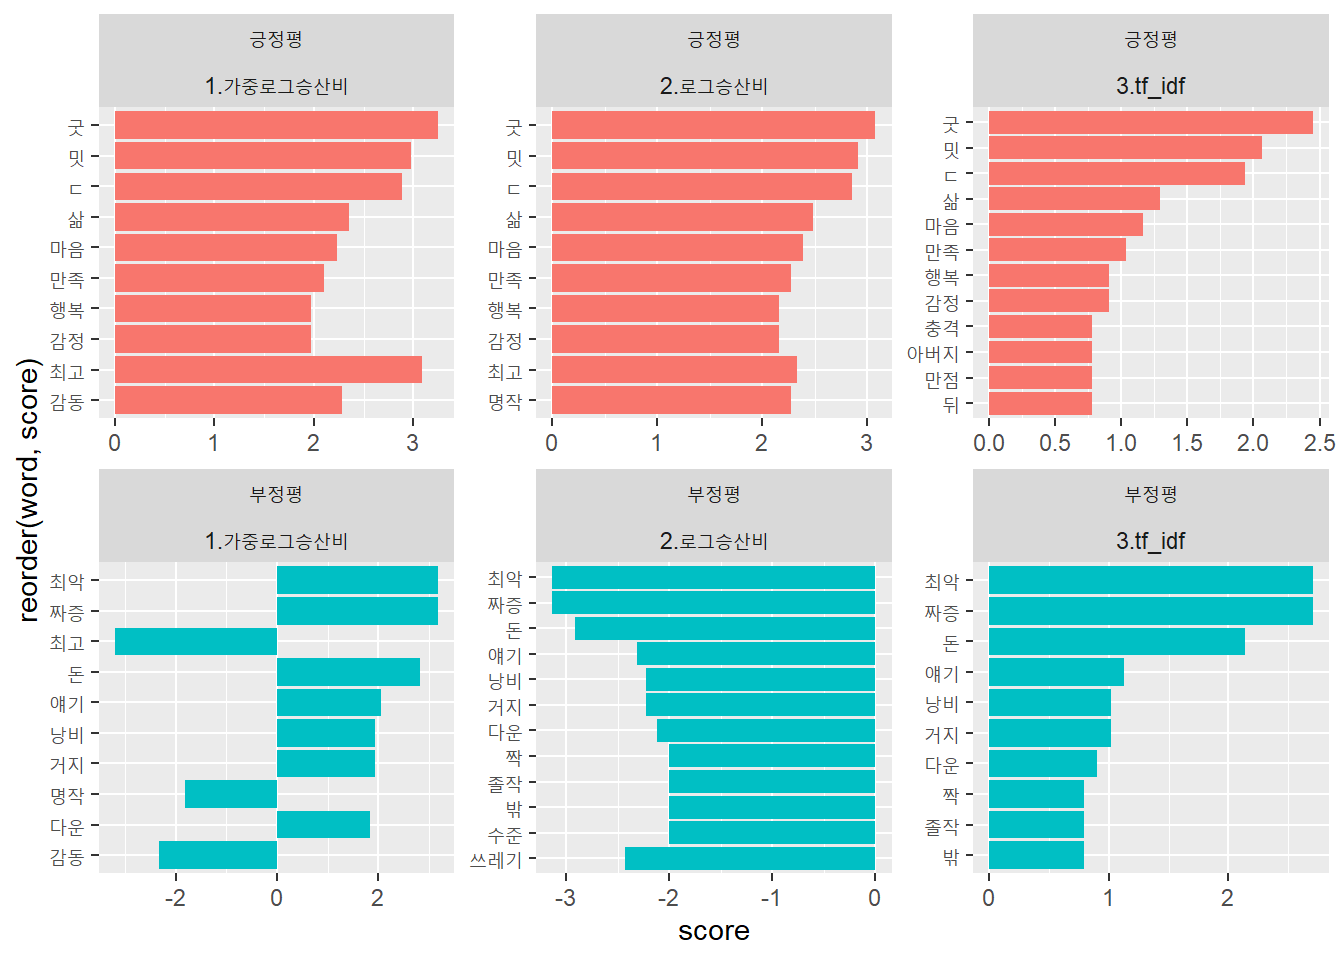 긍정평
1.가중로그승산비
굿
밋
ㄷ
삶
마음
만족
행복
감정
최고
감동
0 1 2 3
긍정평
2.로그승산비
굿
밋
ㄷ
삶
마음
만족
행복
감정
최고
명작
0 1 2 3
긍정평
3.tf_idf
굿
밋
ㄷ
삶
마음
만족
행복
감정
충격
아버지
만점
뒤
0.0 0.5 1.0 1.5 2.0 2.5
reorder(word, score)
부정평
1.가중로그승산비
최악
짜증
최고
돈
얘기
낭비
거지
명작
다운
감동
-2 0 2
부정평
2.로그승산비
최악
짜증
돈
얘기
낭비
거지
다운
짝
졸작
밖
수준
쓰레기
-3 -2 -1 0
부정평
3.tf_idf
최악
짜증
돈
얘기
낭비
거지
다운
짝
졸작
밖
0 1 2
score